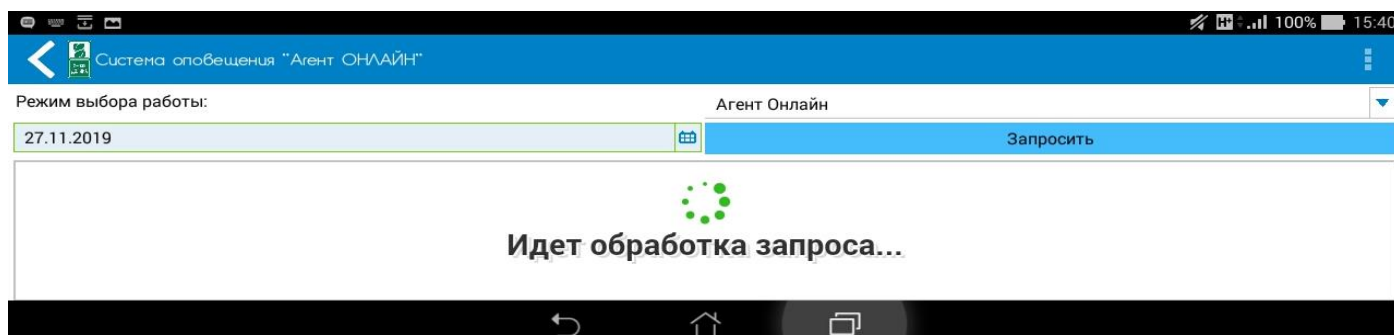 H+ 100% 15:40
Система оповещения "Агент ОНЛАЙН"
Режим выбора работы: Агент Онлайн
27.11.2019 Запросить
Идет обработка запроса...